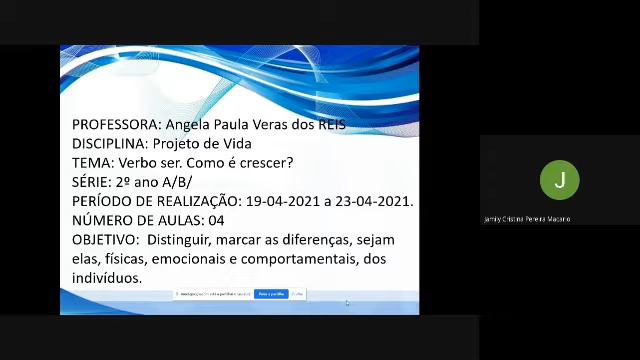 PROFESSORA: Angela Paula Veras dos REIS
DISCIPLINA: Projeto de Vida
TEMA: Verbo ser. Como é crescer?
SÉRIE: 2º ano A/B/
PERÍODO DE REALIZAÇÃO: 19-04-2021 a 23-04-2021.
NÚMERO DE AULAS: 04
OBJETIVO: Distinguir, marcar as diferenças, sejam
elas, físicas, emocionais e comportamentais, dos
indivíduos.
J
Jamily Cristina Pereira Macario